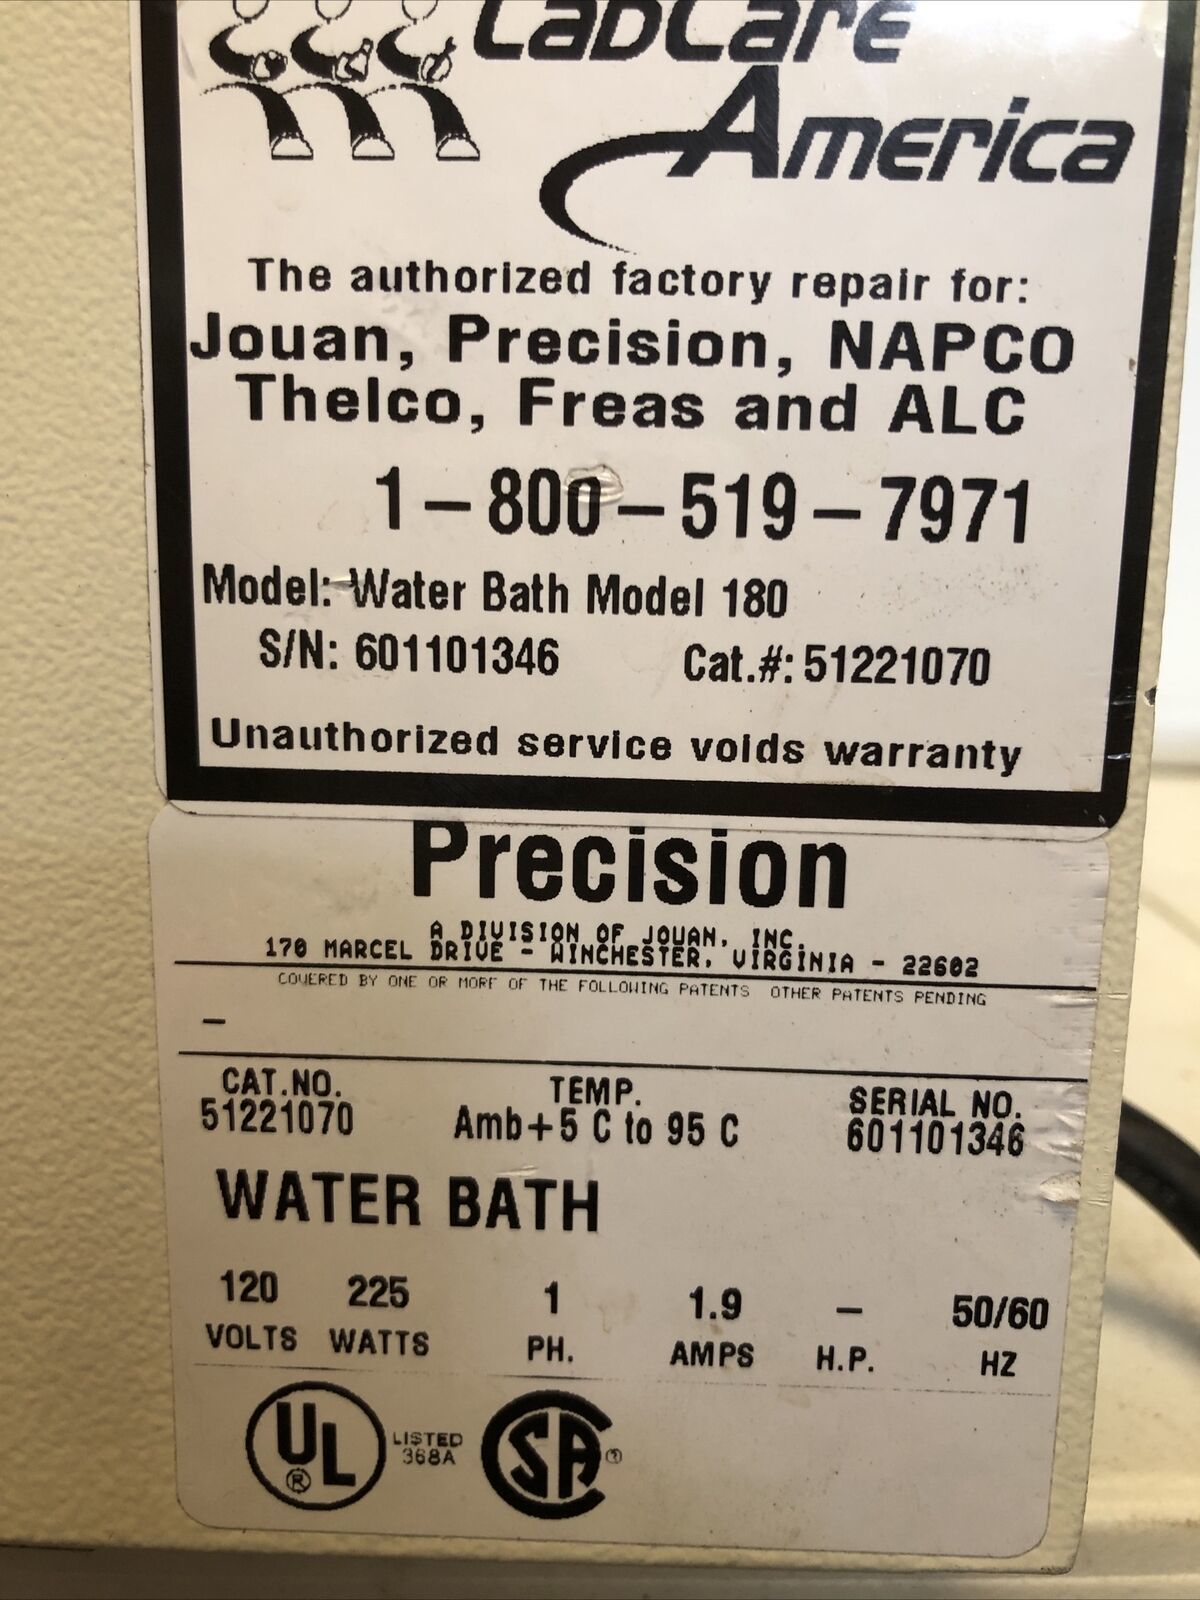 LabCare
America
The authorized factory repair for:
Jouan, Precision, NAPCO
Thelco, Freas and ALC
1-800-519-7971
Model: Water Bath Model 180
S/N: 601101346 Cat.#: 51221070
Unauthorized service voids warranty
Precision
A DIVISION OF JOUAN, INC.
170 MARCEL DRIVE - WINCHESTER, VIRGINIA - 22602
COVERED BY ONE OR MORE OF THE FOLLOWING PATENTS OTHER PATENTS PENDING
-
CAT.NO. TEMP. SERIAL NO.
51221070 Amb+5 C to 95 C 601101346
WATER BATH
120 225 1 1.9 - 50/60
VOLTS WATTS PH. AMPS H.P. HZ
UL ® LISTED 368A SA ®